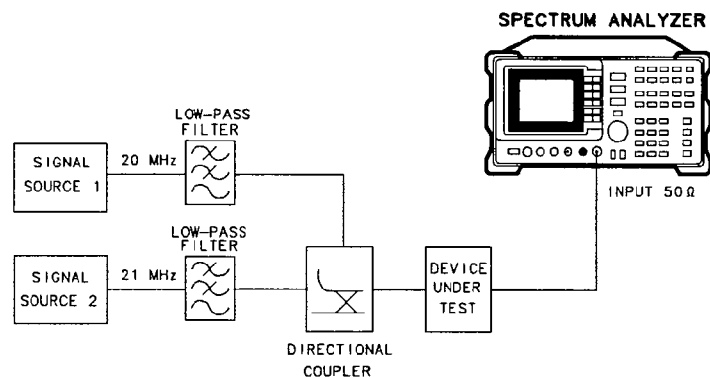 SPECTRUM ANALYZER
LOW-PASS
FILTER
SIGNAL
SOURCE 1
20 MHz
INPUT 50Ω
LOW-PASS
FILTER
SIGNAL
SOURCE 2
21 MHz
DEVICE
UNDER
TEST
DIRECTIONAL
COUPLER